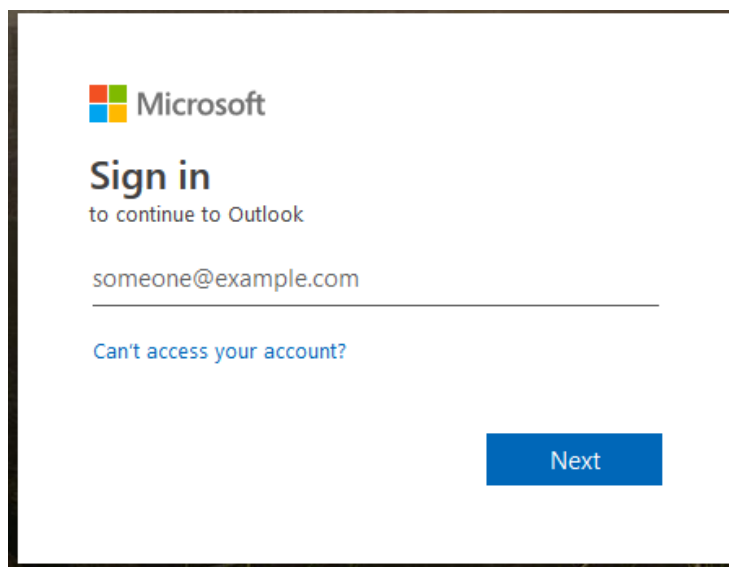 Microsoft
Sign in
to continue to Outlook
someone@example.com
Can't access your account?
Next